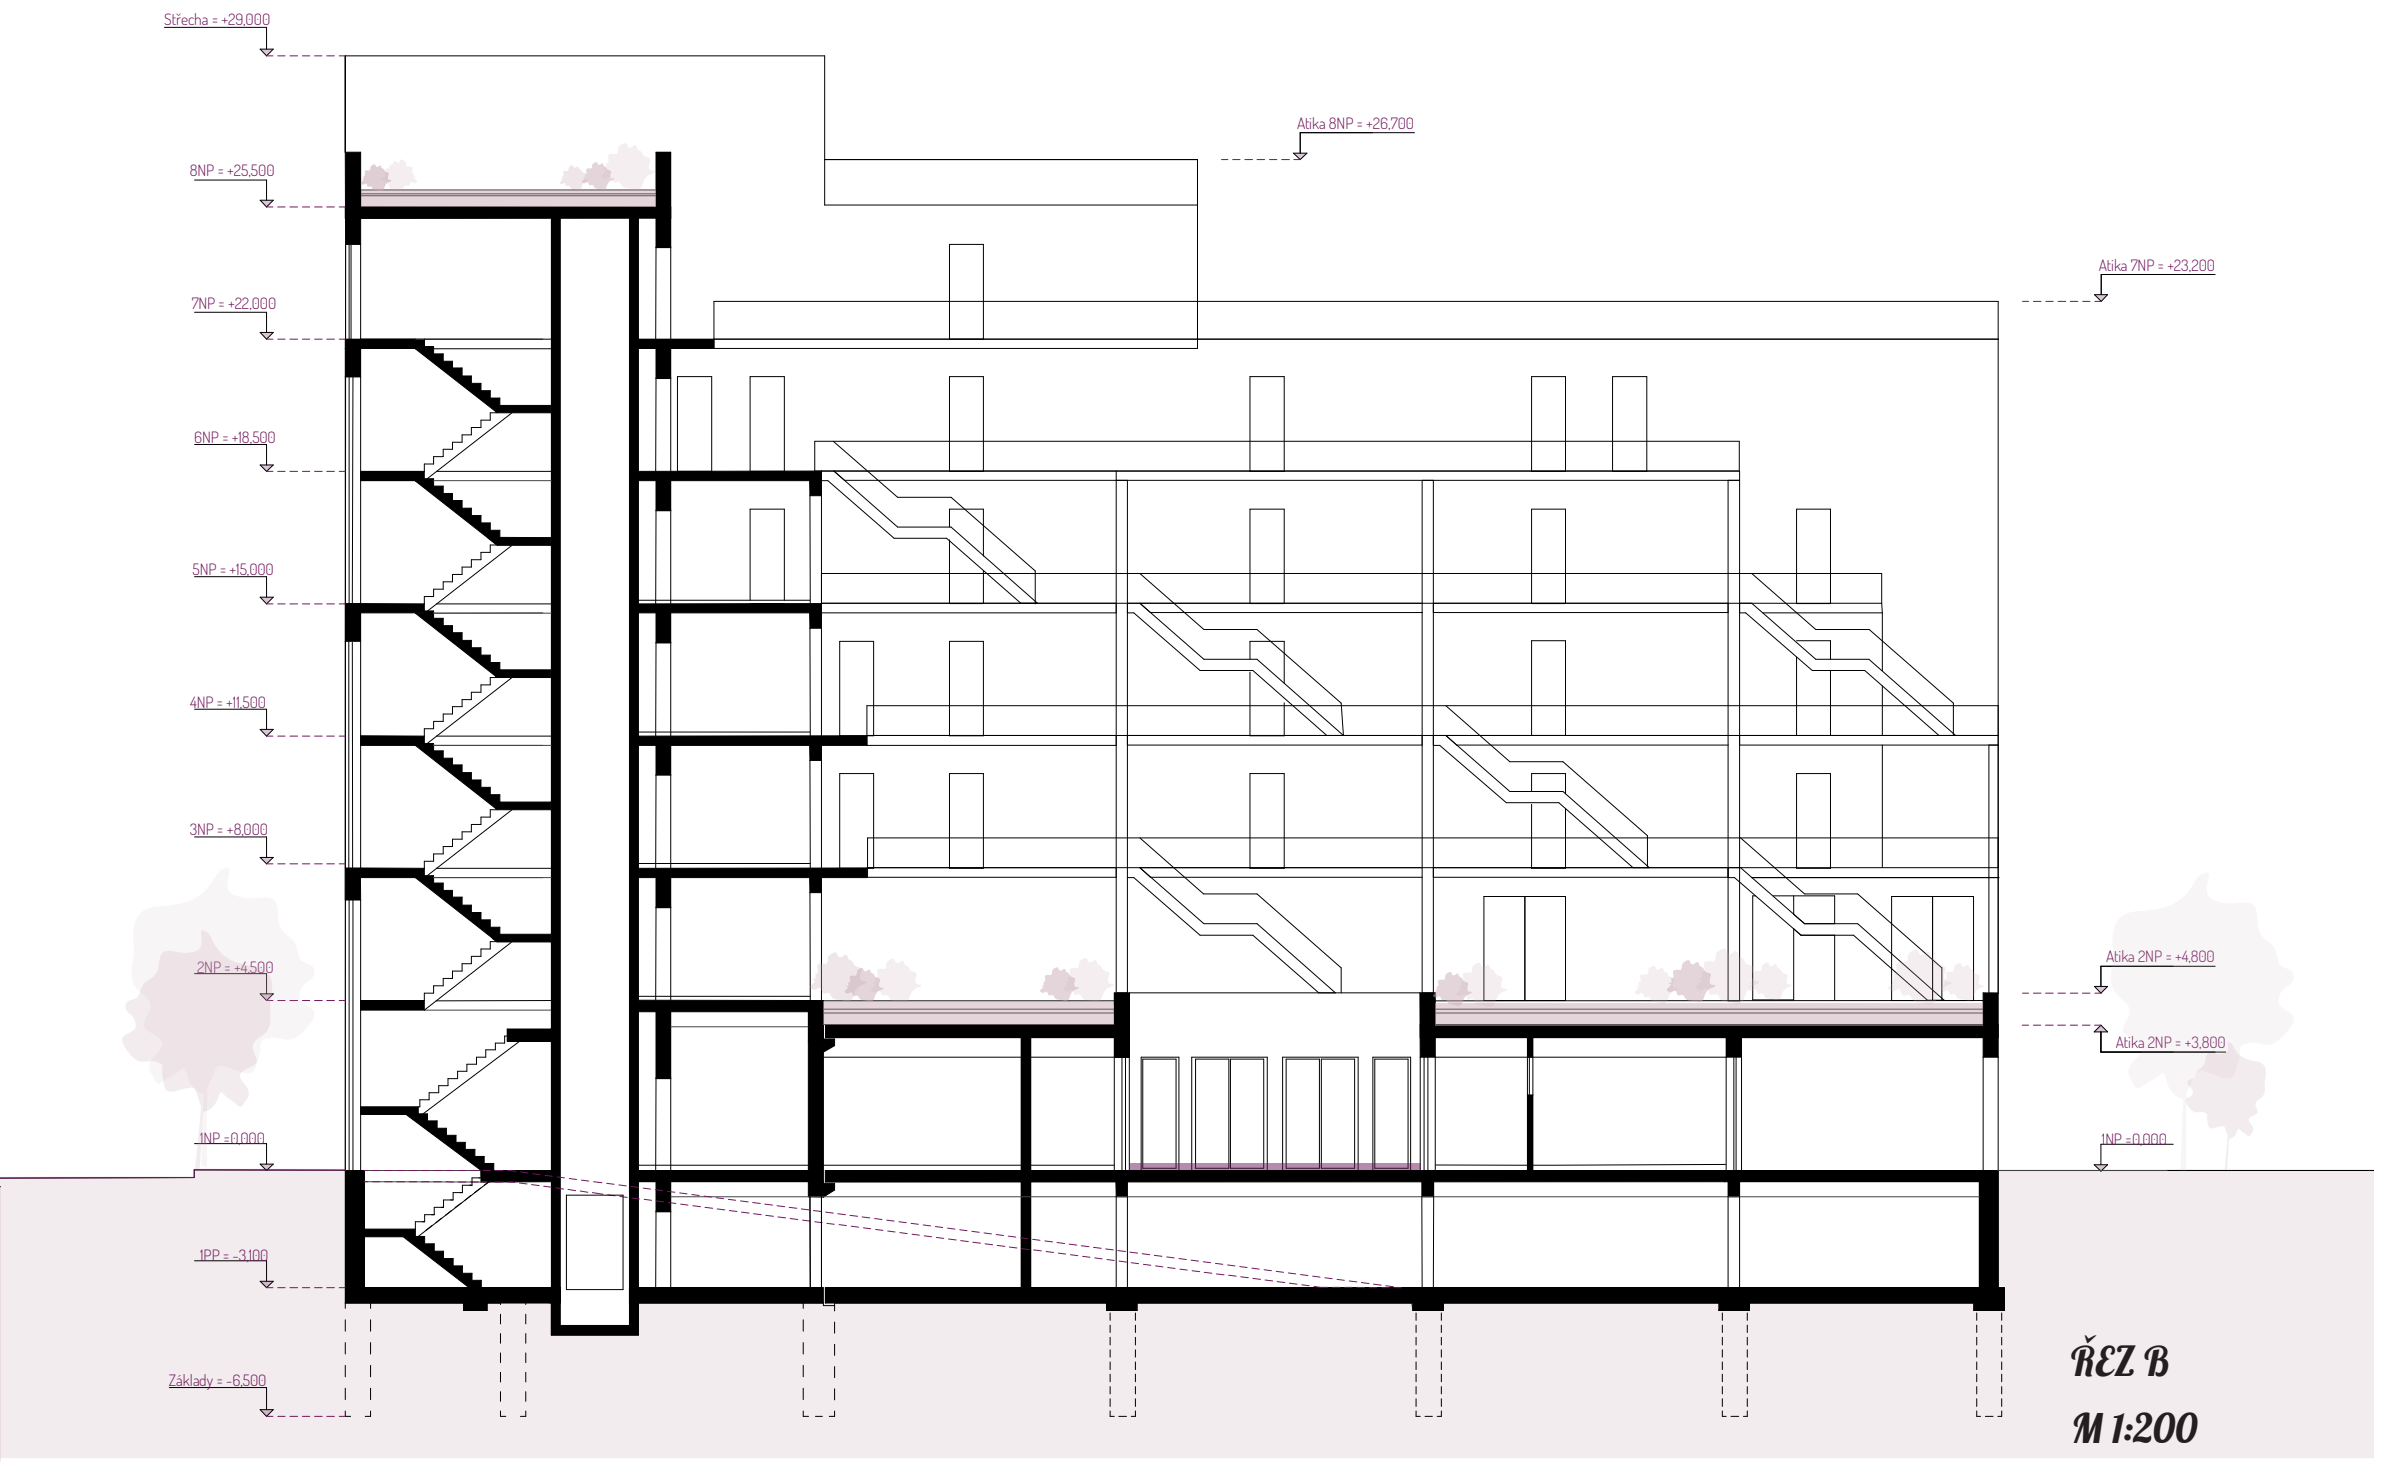 Střecha = +29,000
Atika 8NP = +26,700
8NP = +25,500
Atika 7NP = +23,200
7NP = +22,000
6NP = +18,500
5NP = +15,000
4NP = +11,500
3NP = +8,000
2NP = +4,500
Atika 2NP = +4,800
Atika 2NP = +3,800
1NP =0,000
1NP =0,000
1PP = -3,100
Základy = -6,500
ŘEZ B
M 1:200